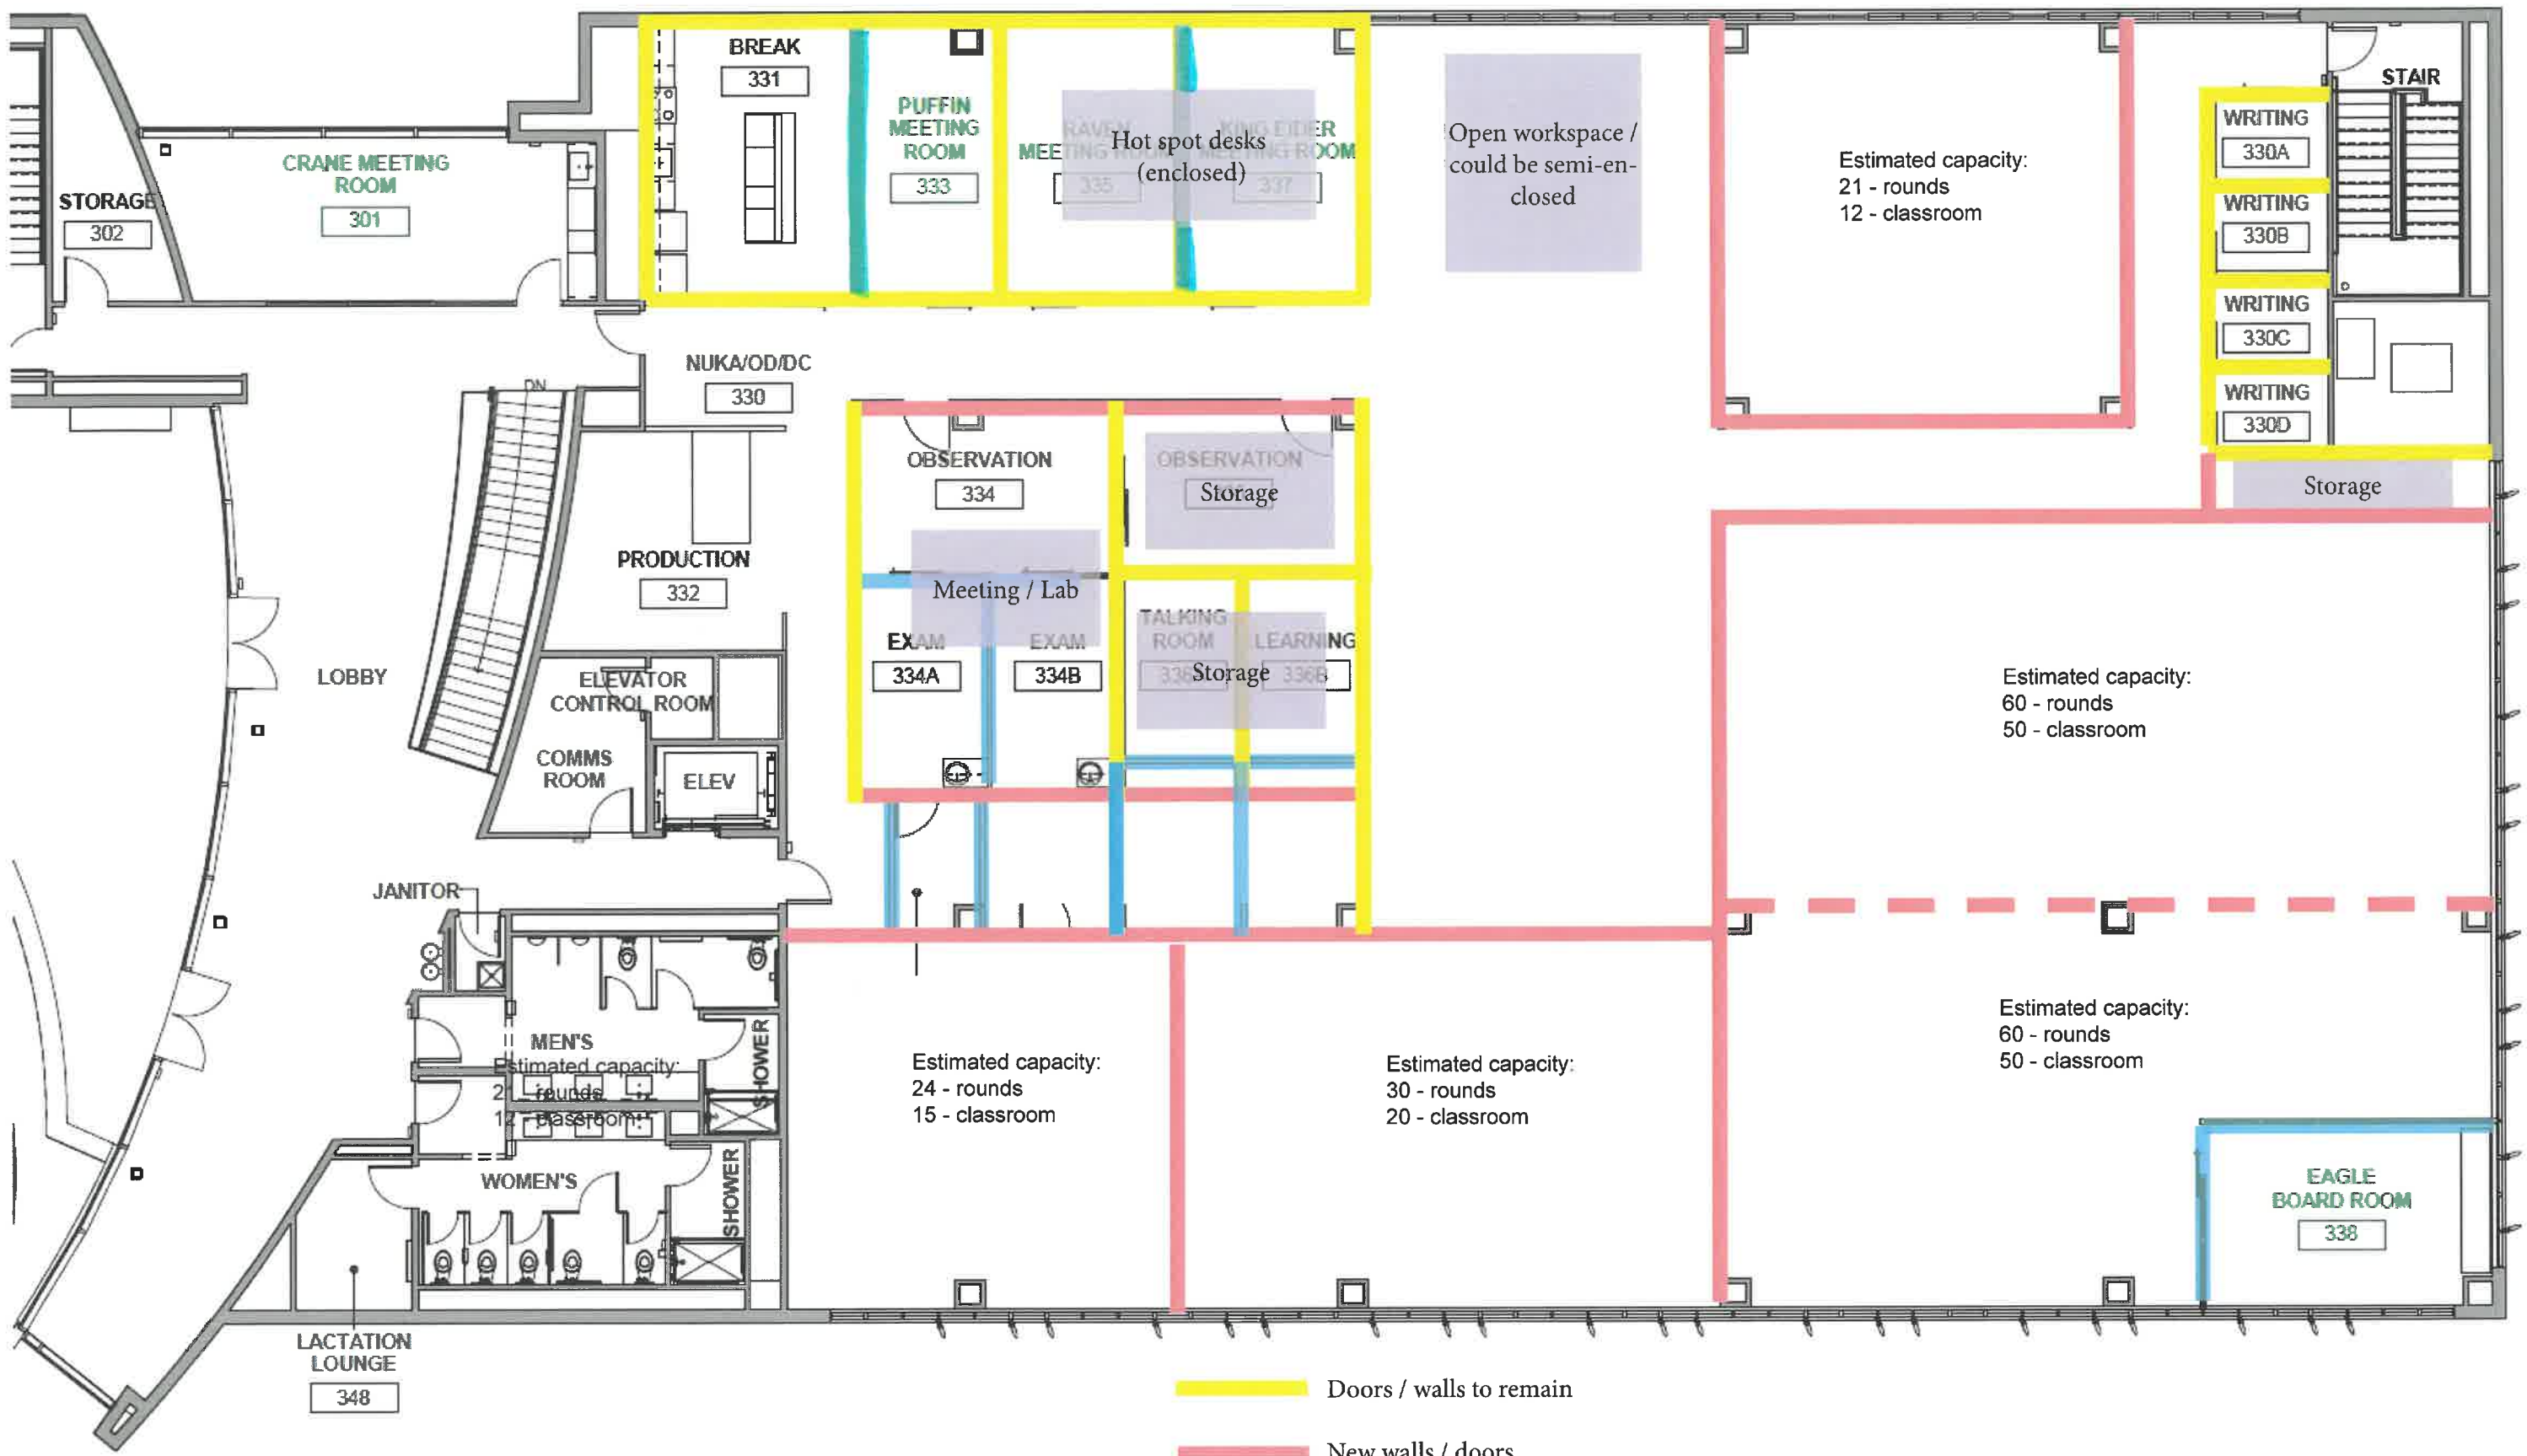 BREAK
331
PUFFIN
MEETING
ROOM
333
RAVEN
MEETING ROOM
335
KING EIDER
MEETING ROOM
337
Hot spot desks
(enclosed)
Open workspace /
could be semi-en-
closed
Estimated capacity:
21 - rounds
12 - classroom
STAIR
WRITING
330A
WRITING
330B
WRITING
330C
WRITING
330D
Storage
CRANE MEETING
ROOM
301
STORAGE
302
NUKA/OD/DC
330
DN
OBSERVATION
334
OBSERVATION
Storage
PRODUCTION
332
Meeting / Lab
EXAM
334A
EXAM
334B
TALKING
ROOM
LEARNING
336B
Storage
LOBBY
ELEVATOR
CONTROL ROOM
COMMS
ROOM
ELEV
Estimated capacity:
60 - rounds
50 - classroom
JANITOR
MEN'S
SHOWER
Estimated capacity:
rounds
classroom
WOMEN'S
SHOWER
Estimated capacity:
24 - rounds
15 - classroom
Estimated capacity:
30 - rounds
20 - classroom
Estimated capacity:
60 - rounds
50 - classroom
EAGLE
BOARD ROOM
338
LACTATION
LOUNGE
348
Doors / walls to remain
New walls / doors